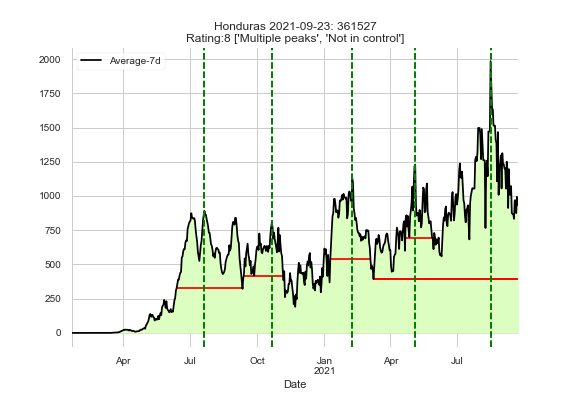 Honduras 2021-09-23: 361527
Rating:8 ['Multiple peaks', 'Not in control']
Average-7d
2000
1750
1500
1250
1000
750
500
250
0
Apr
Jul
Oct
Jan
2021
Apr
Jul
Date